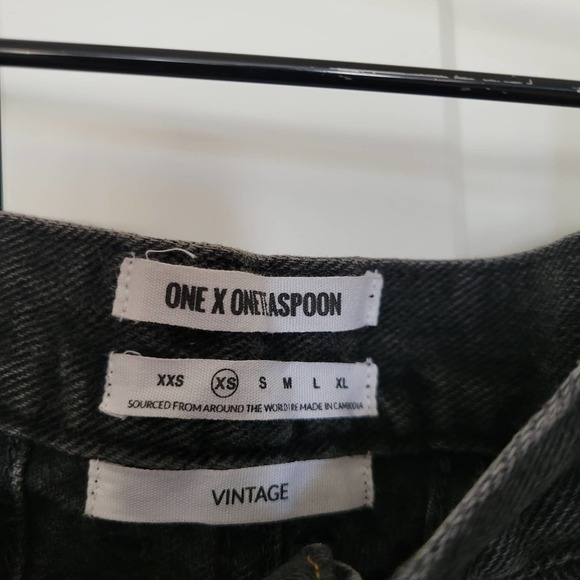 ONE X ONETEASPOON
XXS XS S M L XL
SOURCED FROM AROUND THE WORLD I RE MADE IN CAMBODIA
VINTAGE